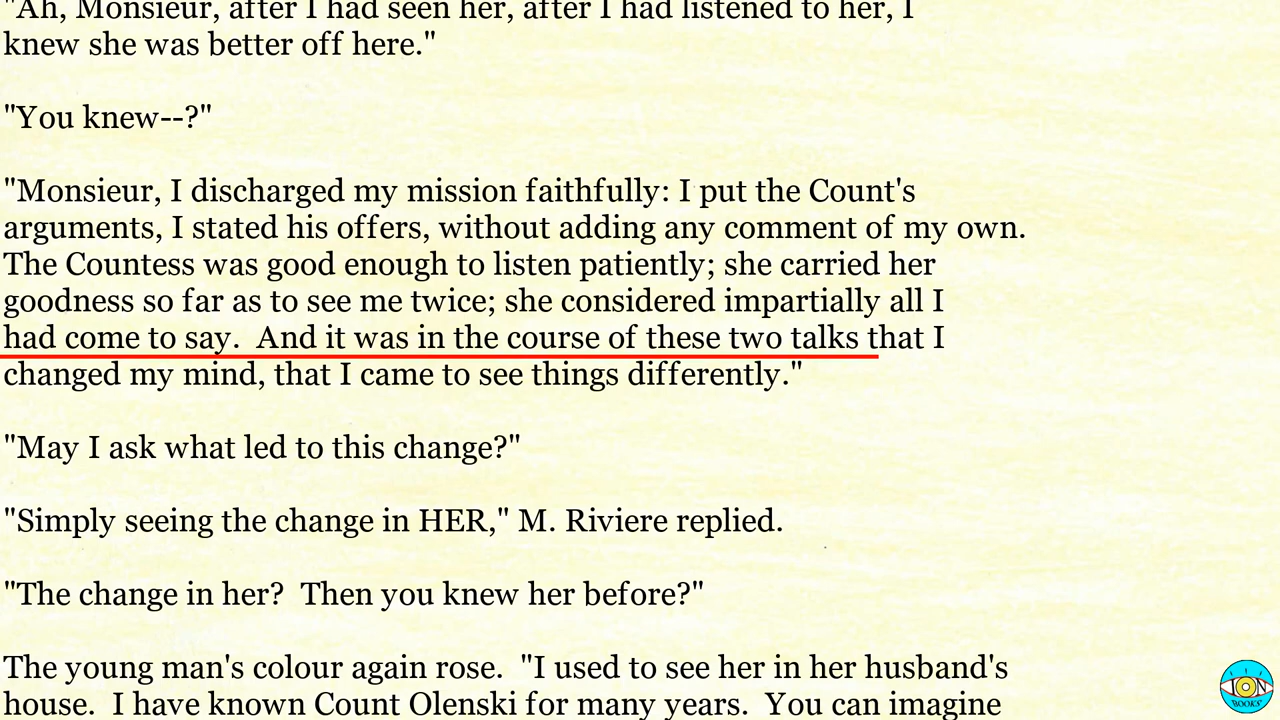 "Ah, Monsieur, after I had seen her, after I had listened to her, I
knew she was better off here."
"You knew--?"
"Monsieur, I discharged my mission faithfully: I put the Count's
arguments, I stated his offers, without adding any comment of my own.
The Countess was good enough to listen patiently; she carried her
goodness so far as to see me twice; she considered impartially all I
had come to say.  And it was in the course of these two talks that I
changed my mind, that I came to see things differently."
"May I ask what led to this change?"
"Simply seeing the change in HER," M. Riviere replied.
"The change in her?  Then you knew her before?"
The young man's colour again rose.  "I used to see her in her husband's
house.  I have known Count Olenski for many years.  You can imagine
ION
BOOKS